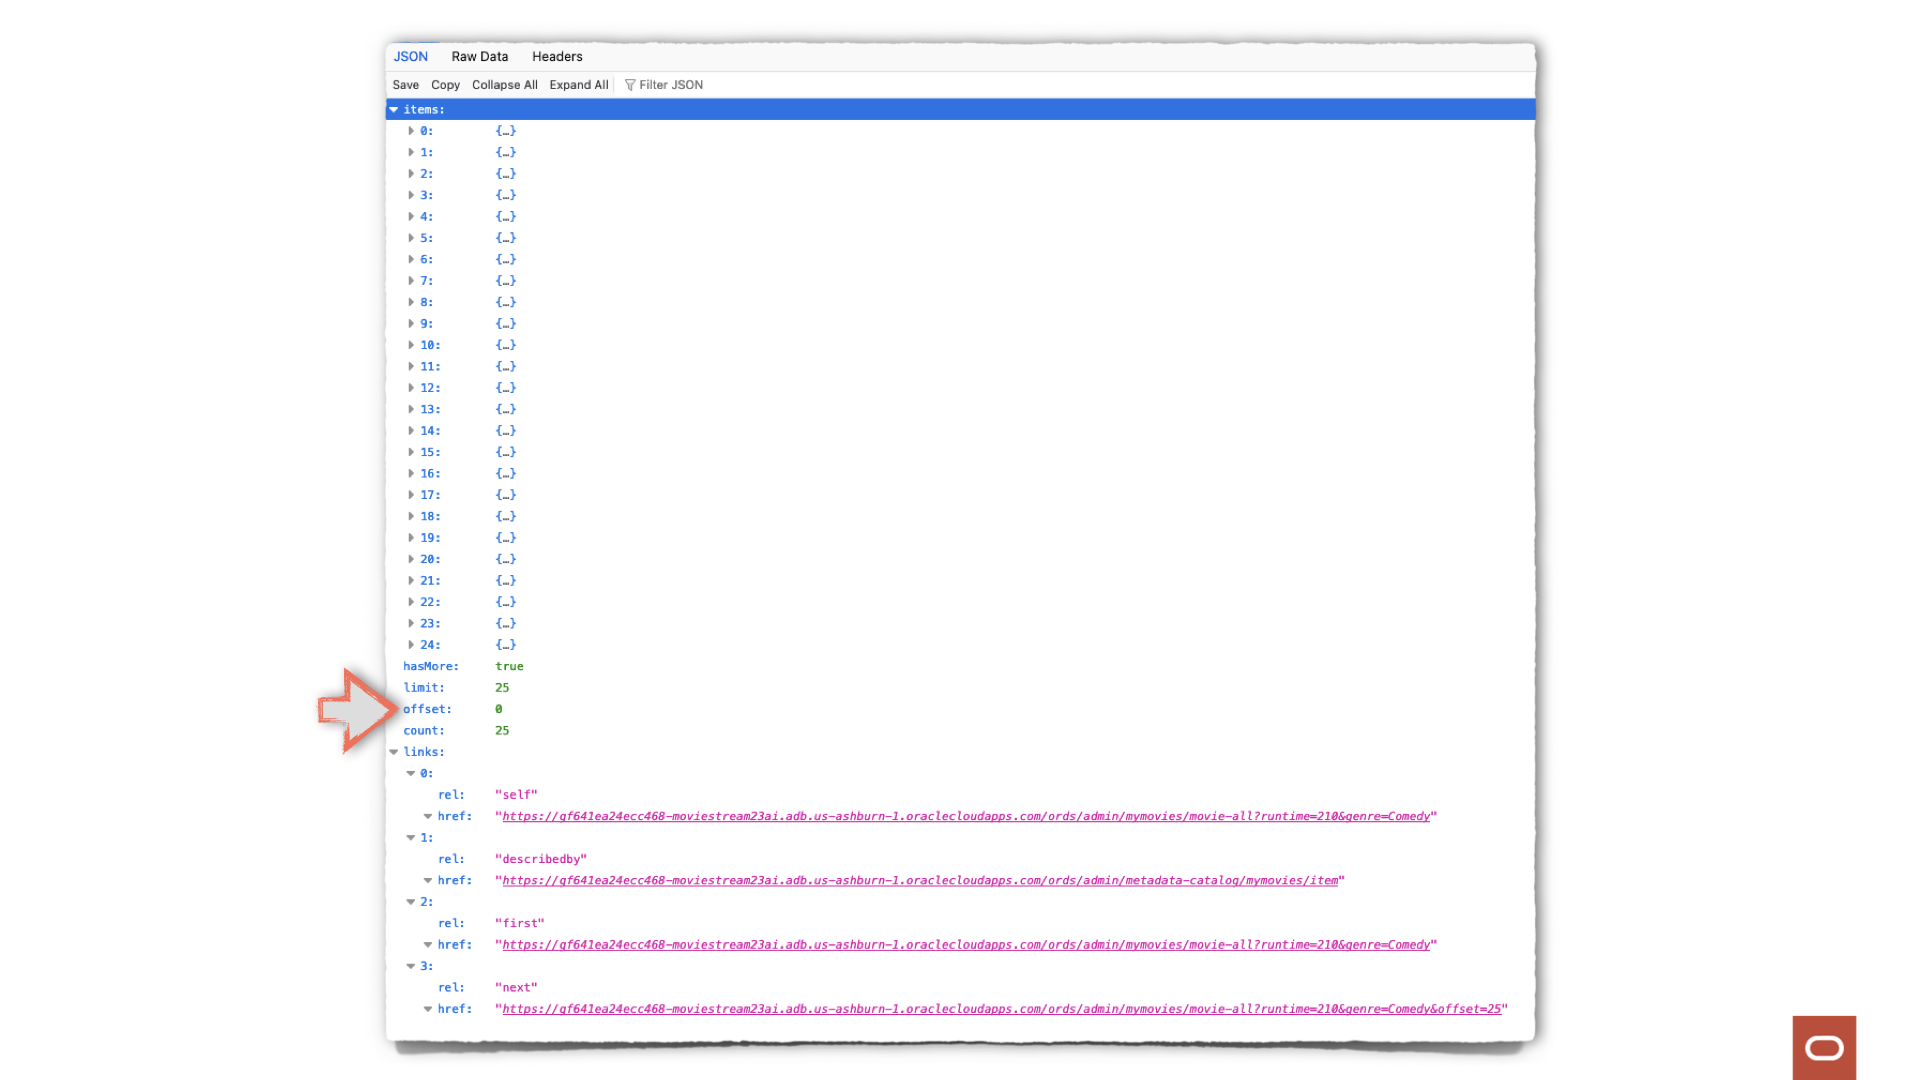 JSON Raw Data Headers
Save Copy Collapse All Expand All Filter JSON
items:
0: {…}
1: {…}
2: {…}
3: {…}
4: {…}
5: {…}
6: {…}
7: {…}
8: {…}
9: {…}
10: {…}
11: {…}
12: {…}
13: {…}
14: {…}
15: {…}
16: {…}
17: {…}
18: {…}
19: {…}
20: {…}
21: {…}
22: {…}
23: {…}
24: {…}
hasMore: true
limit: 25
offset: 0
count: 25
links:
0:
rel: "self"
href: "https://gf641ea24ecc468-moviestream23ai.adb.us-ashburn-1.oraclecloudapps.com/ords/admin/mymovies/movie-all?runtime=210&genre=Comedy"
1:
rel: "describedby"
href: "https://gf641ea24ecc468-moviestream23ai.adb.us-ashburn-1.oraclecloudapps.com/ords/admin/metadata-catalog/mymovies/item"
2:
rel: "first"
href: "https://gf641ea24ecc468-moviestream23ai.adb.us-ashburn-1.oraclecloudapps.com/ords/admin/mymovies/movie-all?runtime=210&genre=Comedy"
3:
rel: "next"
href: "https://gf641ea24ecc468-moviestream23ai.adb.us-ashburn-1.oraclecloudapps.com/ords/admin/mymovies/movie-all?runtime=210&genre=Comedy&offset=25"